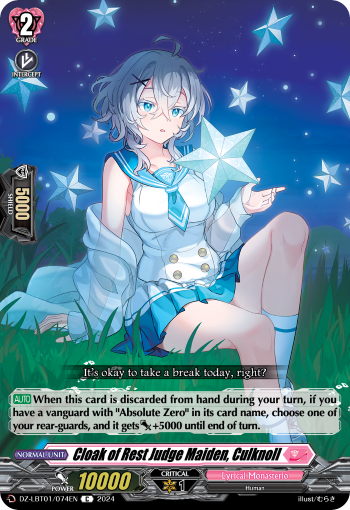 2
GRADE
INTERCEPT
5000
SHIELD
It's okay to take a break today, right?
AUTO When this card is discarded from hand during your turn, if you
have a vanguard with "Absolute Zero" in its card name, choose one of
your rear-guards, and it gets +5000 until end of turn.
NORMAL UNIT Cloak of Rest Judge Maiden, Culknoll
Lyrical Monasterio
POWER 10000 CRITICAL 1 Human
D DZ-LBT01/074EN C 2024 illust/むらき